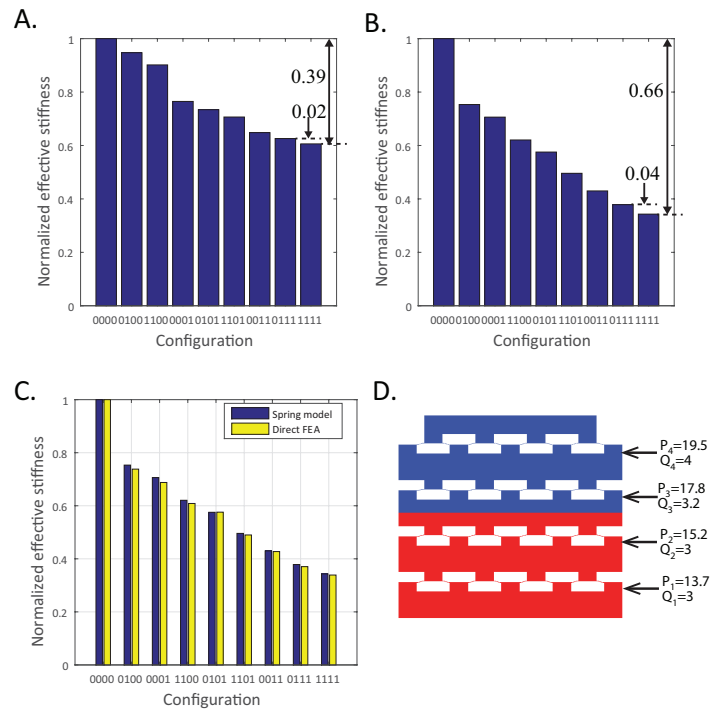 A.
Normalized effective stiffness
1
0.8
0.6
0.4
0.2
0
0.39
0.02
0000 0100 1100 0001 0101 1101 0011 0111 1111
Configuration
B.
Normalized effective stiffness
1
0.8
0.6
0.4
0.2
0
0.66
0.04
0000 0100 0001 1100 0101 1101 0011 0111 1111
Configuration
C.
Normalized effective stiffness
1
0.8
0.6
0.4
0.2
0
Spring model
Direct FEA
0000 0100 0001 1100 0101 1101 0011 0111 1111
Configuration
D.
P4=19.5
Q4=4
P3=17.8
Q3=3.2
P2=15.2
Q2=3
P1=13.7
Q1=3